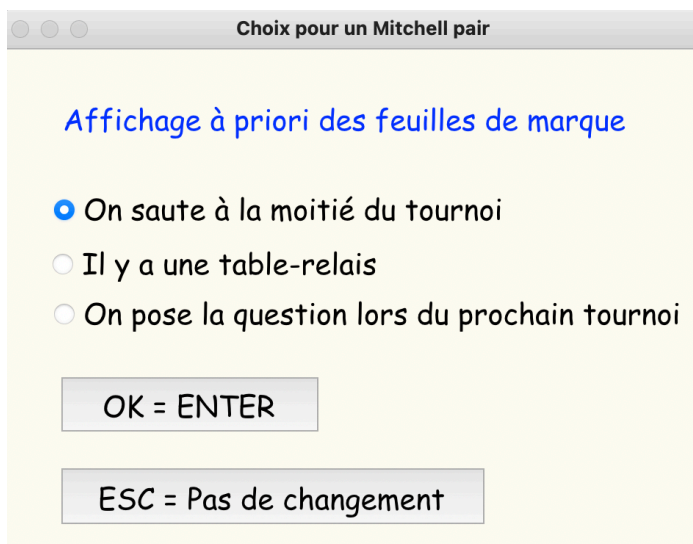 Choix pour un Mitchell pair
Affichage à priori des feuilles de marque
On saute à la moitié du tournoi
Il y a une table-relais
On pose la question lors du prochain tournoi
OK = ENTER
ESC = Pas de changement